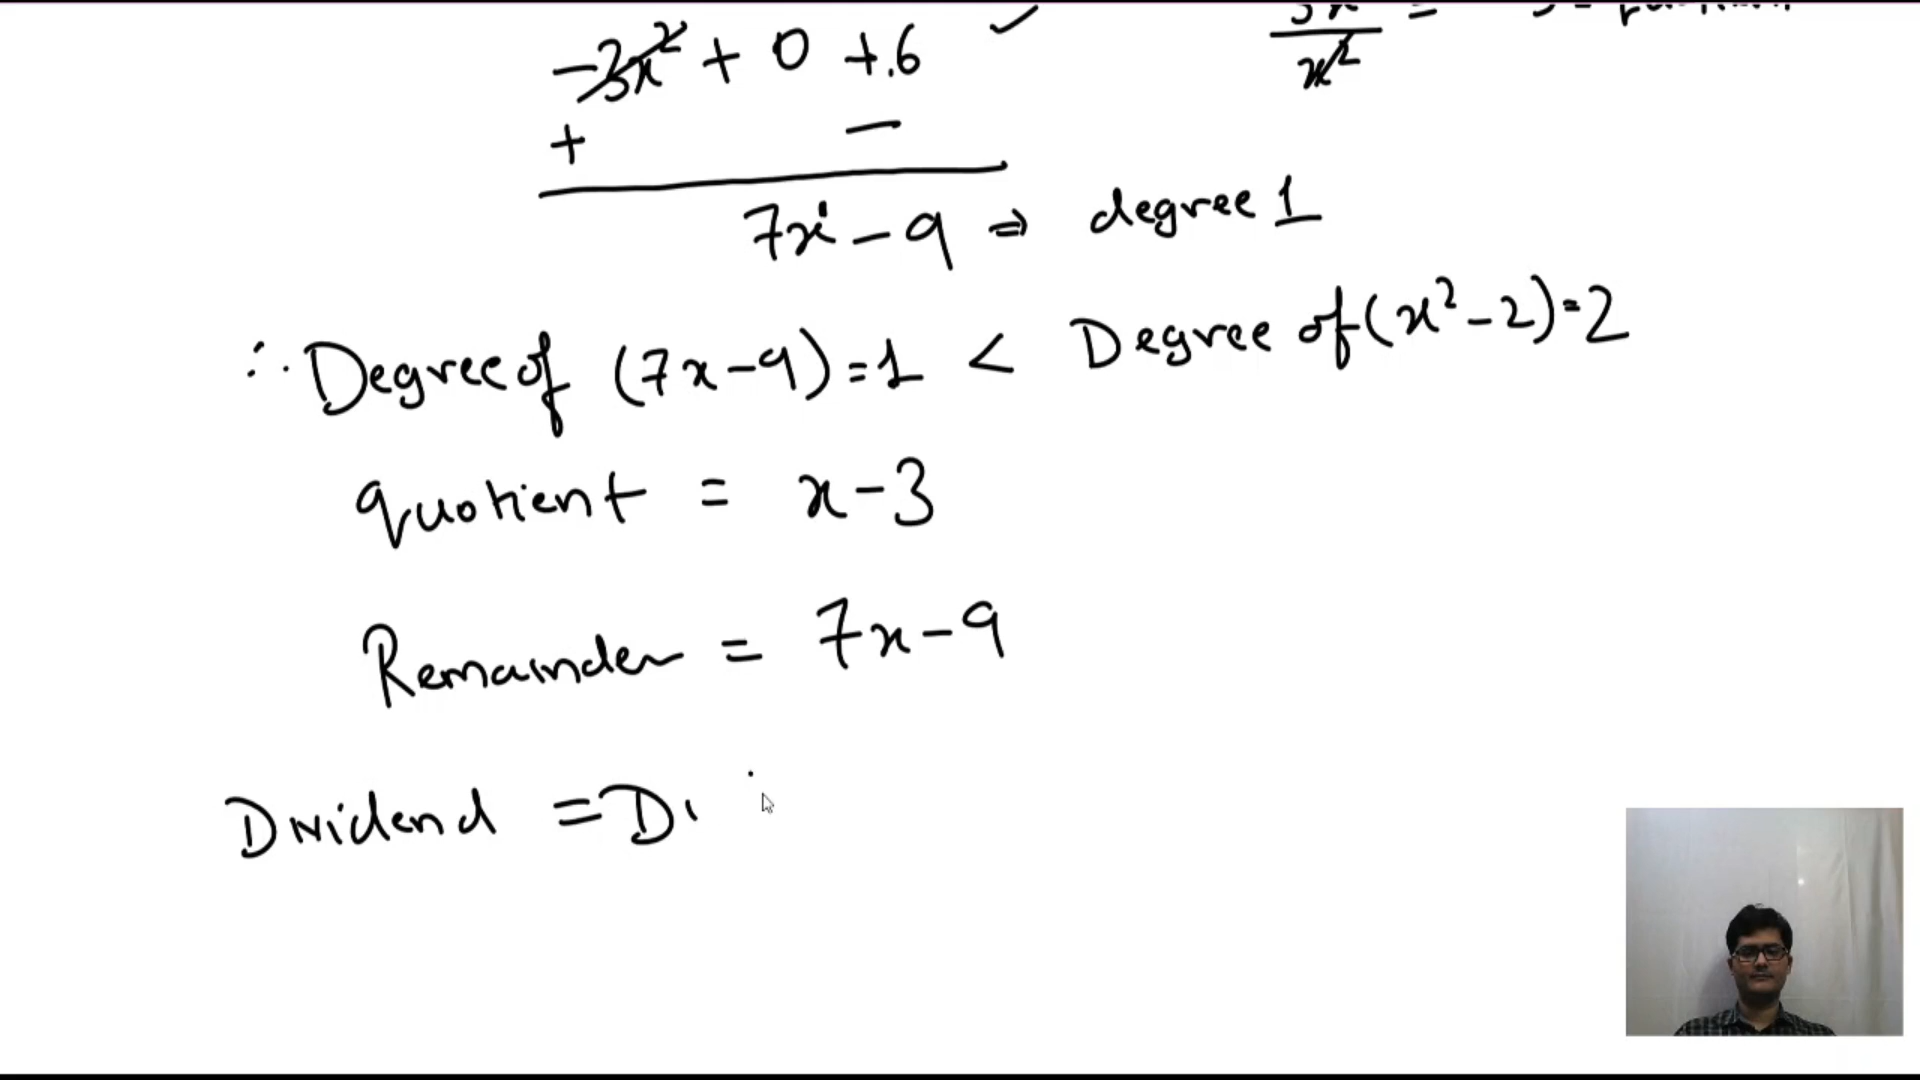 -3x² + 0 + 6
+ -
x²
7x - 9 ⇒ degree 1
∴ Degree of (7x-9)=1 < Degree of (x²-2)=2
quotient = x-3
Remainder = 7x-9
Dividend = Di